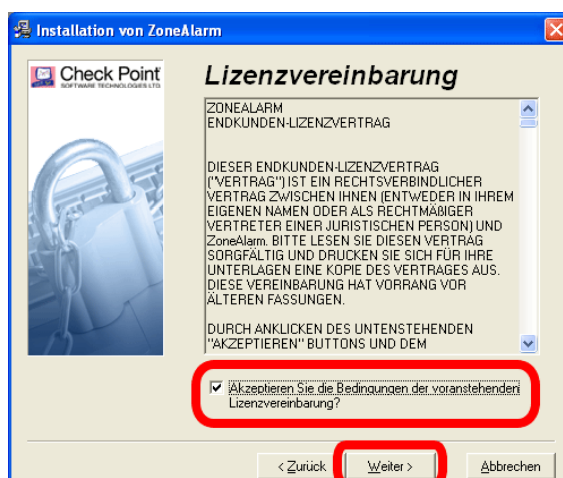 Installation von ZoneAlarm
Check Point
SOFTWARE TECHNOLOGIES LTD.
Lizenzvereinbarung
ZONEALARM
ENDKUNDEN-LIZENZVERTRAG
DIESER ENDKUNDEN-LIZENZVERTRAG
("VERTRAG") IST EIN RECHTSVERBINDLICHER
VERTRAG ZWISCHEN IHNEN (ENTWEDER IN IHREM
EIGENEN NAMEN ODER ALS RECHTMÄßIGER
VERTRETER EINER JURISTISCHEN PERSON) UND
ZoneAlarm. BITTE LESEN SIE DIESEN VERTRAG
SORGFÄLTIG UND DRUCKEN SIE SICH FÜR IHRE
UNTERLAGEN EINE KOPIE DES VERTRAGES AUS.
DIESE VEREINBARUNG HAT VORRANG VOR
ÄLTEREN FASSUNGEN.
DURCH ANKLICKEN DES UNTENSTEHENDEN
"AKZEPTIEREN" BUTTONS UND DEM
Akzeptieren Sie die Bedingungen der voranstehenden
Lizenzvereinbarung?
< Zurück
Weiter >
Abbrechen